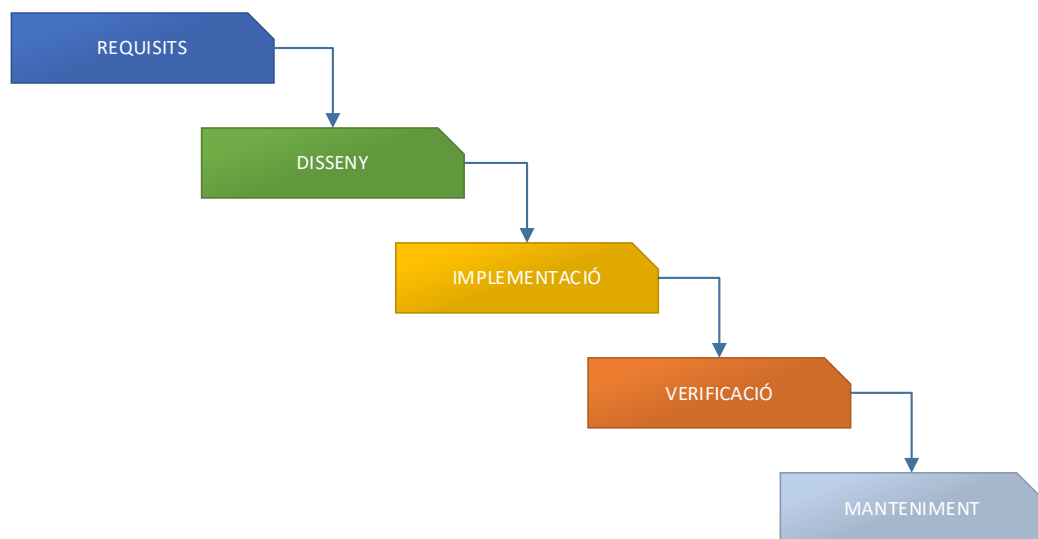 REQUISITS
DISSENY
IMPLEMENTACIÓ
VERIFICACIÓ
MANTENIMENT